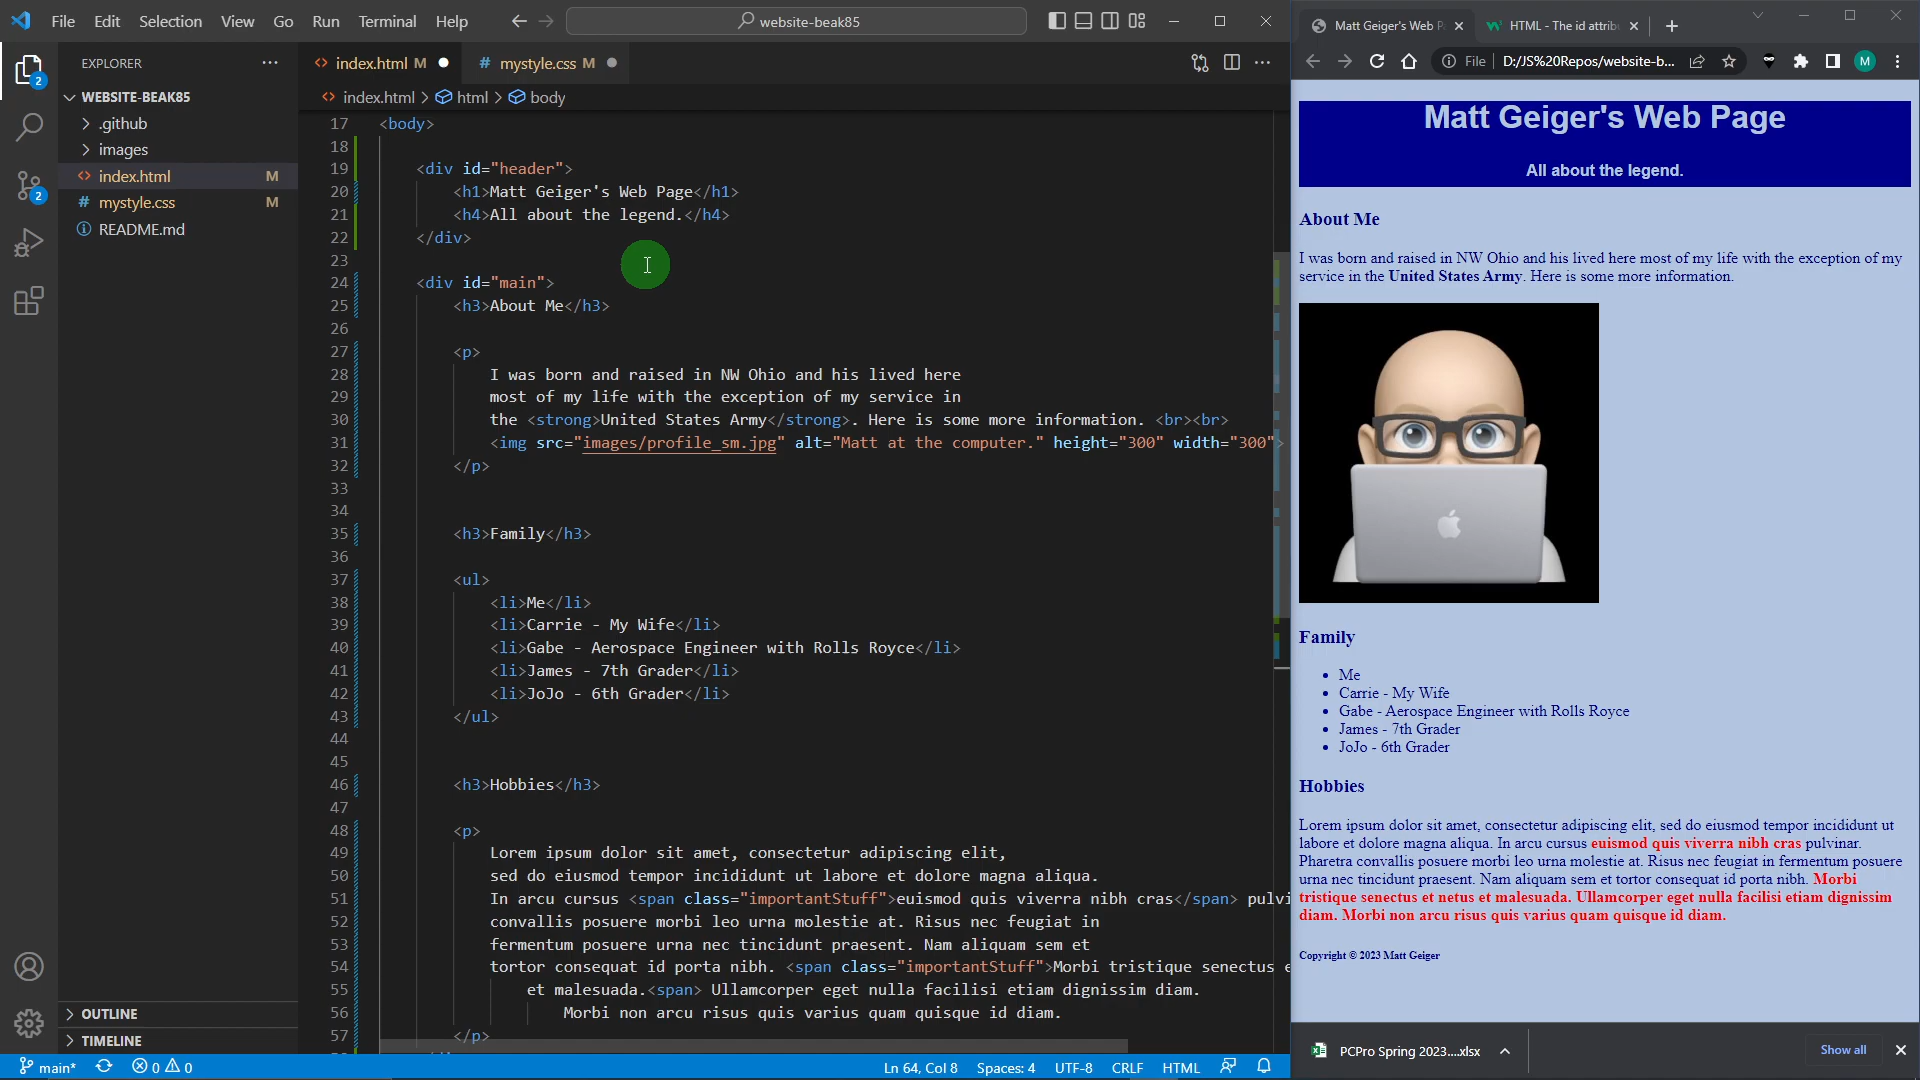 File Edit Selection View Go Run Terminal Help
website-beak85
EXPLORER
WEBSITE-BEAK85
.github
images
index.html M
mystyle.css M
README.md
OUTLINE
TIMELINE
2
2
index.html M
mystyle.css M
index.html > html > body
17 <body>
18
19 <div id="header">
20 <h1>Matt Geiger's Web Page</h1>
21 <h4>All about the legend.</h4>
22 </div>
23
24 <div id="main">
25 <h3>About Me</h3>
26
27 <p>
28 I was born and raised in NW Ohio and his lived here
29 most of my life with the exception of my service in
30 the <strong>United States Army</strong>. Here is some more information. <br><br>
31 <img src="images/profile_sm.jpg" alt="Matt at the computer." height="300" width="300">
32 </p>
33
34
35 <h3>Family</h3>
36
37 <ul>
38 <li>Me</li>
39 <li>Carrie - My Wife</li>
40 <li>Gabe - Aerospace Engineer with Rolls Royce</li>
41 <li>James - 7th Grader</li>
42 <li>JoJo - 6th Grader</li>
43 </ul>
44
45
46 <h3>Hobbies</h3>
47
48 <p>
49 Lorem ipsum dolor sit amet, consectetur adipiscing elit,
50 sed do eiusmod tempor incididunt ut labore et dolore magna aliqua.
51 In arcu cursus <span class="importantStuff">euismod quis viverra nibh cras</span> pulvi
52 convallis posuere morbi leo urna molestie at. Risus nec feugiat in
53 fermentum posuere urna nec tincidunt praesent. Nam aliquam sem et
54 tortor consequat id porta nibh. <span class="importantStuff">Morbi tristique senectus e
55 et malesuada.<span> Ullamcorper eget nulla facilisi etiam dignissim diam.
56 Morbi non arcu risus quis varius quam quisque id diam.
57 </p>
main* 0 0 Ln 64, Col 8 Spaces: 4 UTF-8 CRLF HTML
Matt Geiger's Web P HTML - The id attrib
File D:/JS%20Repos/website-b... M
Matt Geiger's Web Page
All about the legend.
About Me
I was born and raised in NW Ohio and his lived here most of my life with the exception of my
service in the United States Army. Here is some more information.
Family
Me
Carrie - My Wife
Gabe - Aerospace Engineer with Rolls Royce
James - 7th Grader
JoJo - 6th Grader
Hobbies
Lorem ipsum dolor sit amet, consectetur adipiscing elit, sed do eiusmod tempor incididunt ut
labore et dolore magna aliqua. In arcu cursus euismod quis viverra nibh cras pulvinar.
Pharetra convallis posuere morbi leo urna molestie at. Risus nec feugiat in fermentum posuere
urna nec tincidunt praesent. Nam aliquam sem et tortor consequat id porta nibh. Morbi
tristique senectus et netus et malesuada. Ullamcorper eget nulla facilisi etiam dignissim
diam. Morbi non arcu risus quis varius quam quisque id diam.
Copyright © 2023 Matt Geiger
PCPro Spring 2023....xlsx Show all